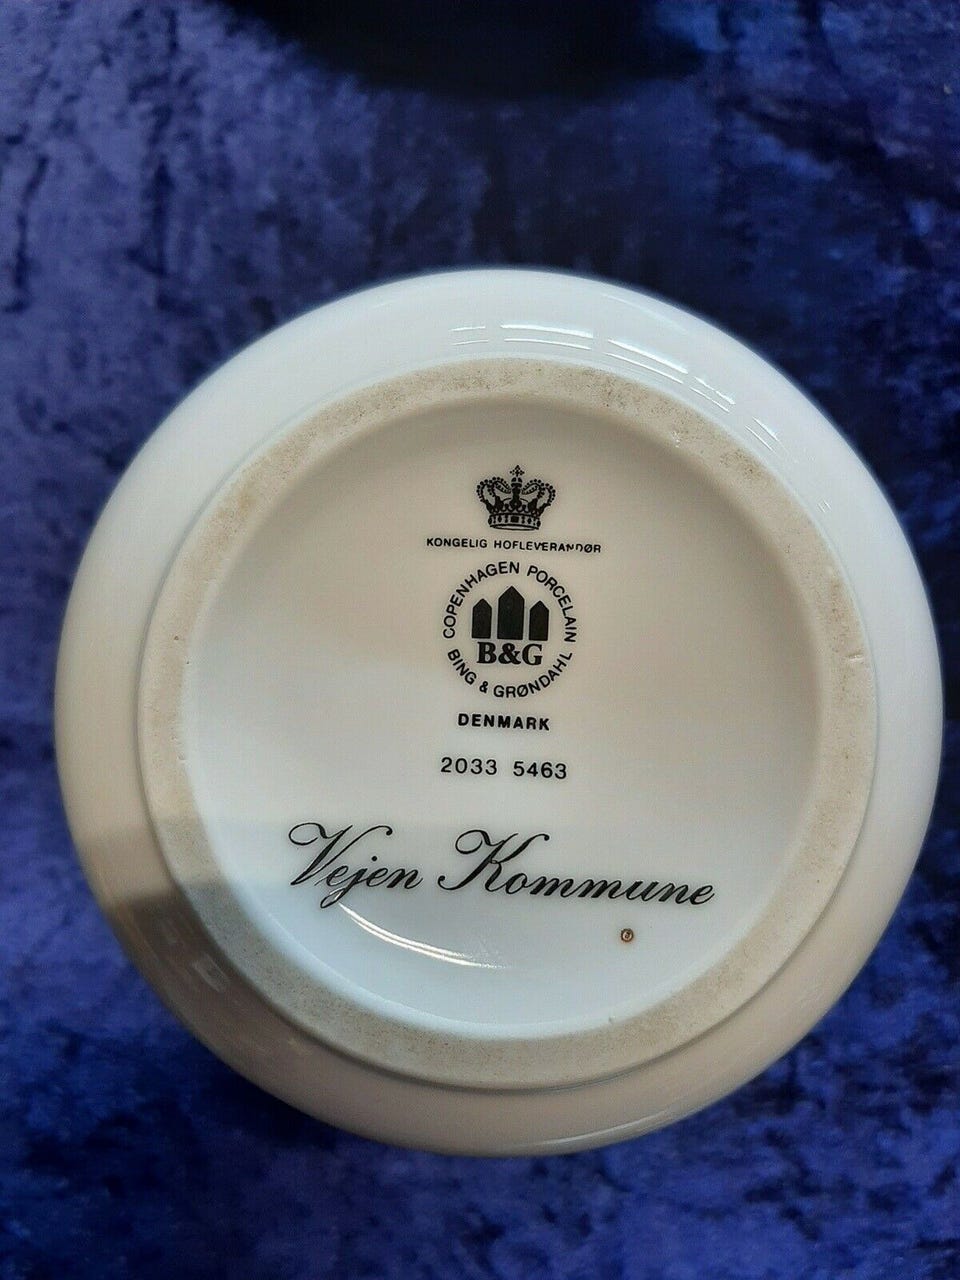 KONGELIG HOFLEVERANDØR
COPENHAGEN PORCELAIN
B&G
BING & GRØNDAHL
DENMARK
2033 5463
Vejen Kommune